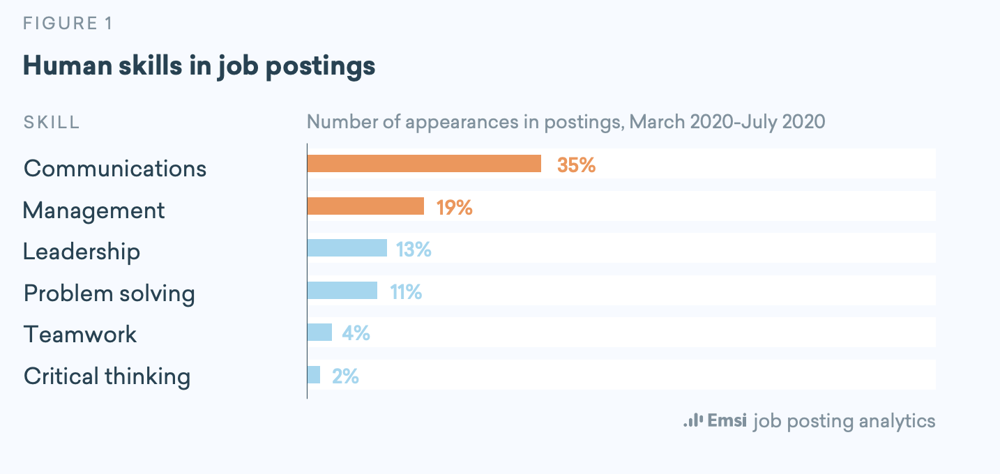 FIGURE 1
Human skills in job postings
SKILL
Number of appearances in postings, March 2020-July 2020
Communications 35%
Management 19%
Leadership 13%
Problem solving 11%
Teamwork 4%
Critical thinking 2%
Emsi job posting analytics